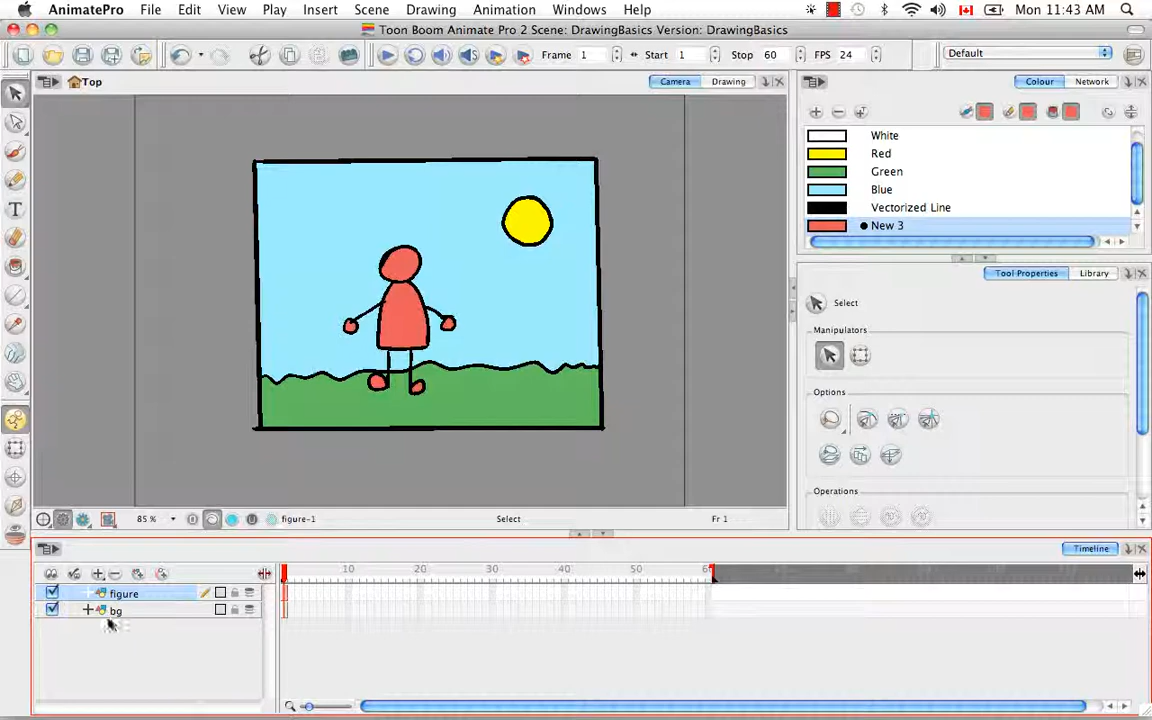 AnimatePro File Edit View Play Insert Scene Drawing Animation Windows Help Mon 11:43 AM
Toon Boom Animate Pro 2 Scene: DrawingBasics Version: DrawingBasics
Frame 1 Start 1 Stop 60 FPS 24 Default
Top Camera Drawing Colour Network
White
Red
Green
Blue
Vectorized Line
New 3
Tool Properties Library
Select
Manipulators
Options
Operations
85% figure-1 Select Fr 1
Timeline
10 20 30 40 50
figure
bg